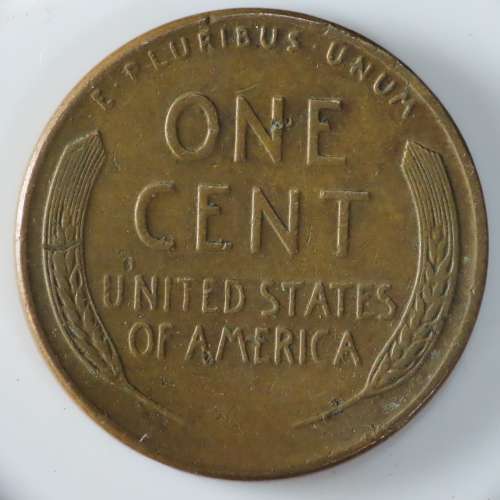 E · PLURIBUS · UNUM
ONE
CENT
UNITED STATES
OF AMERICA